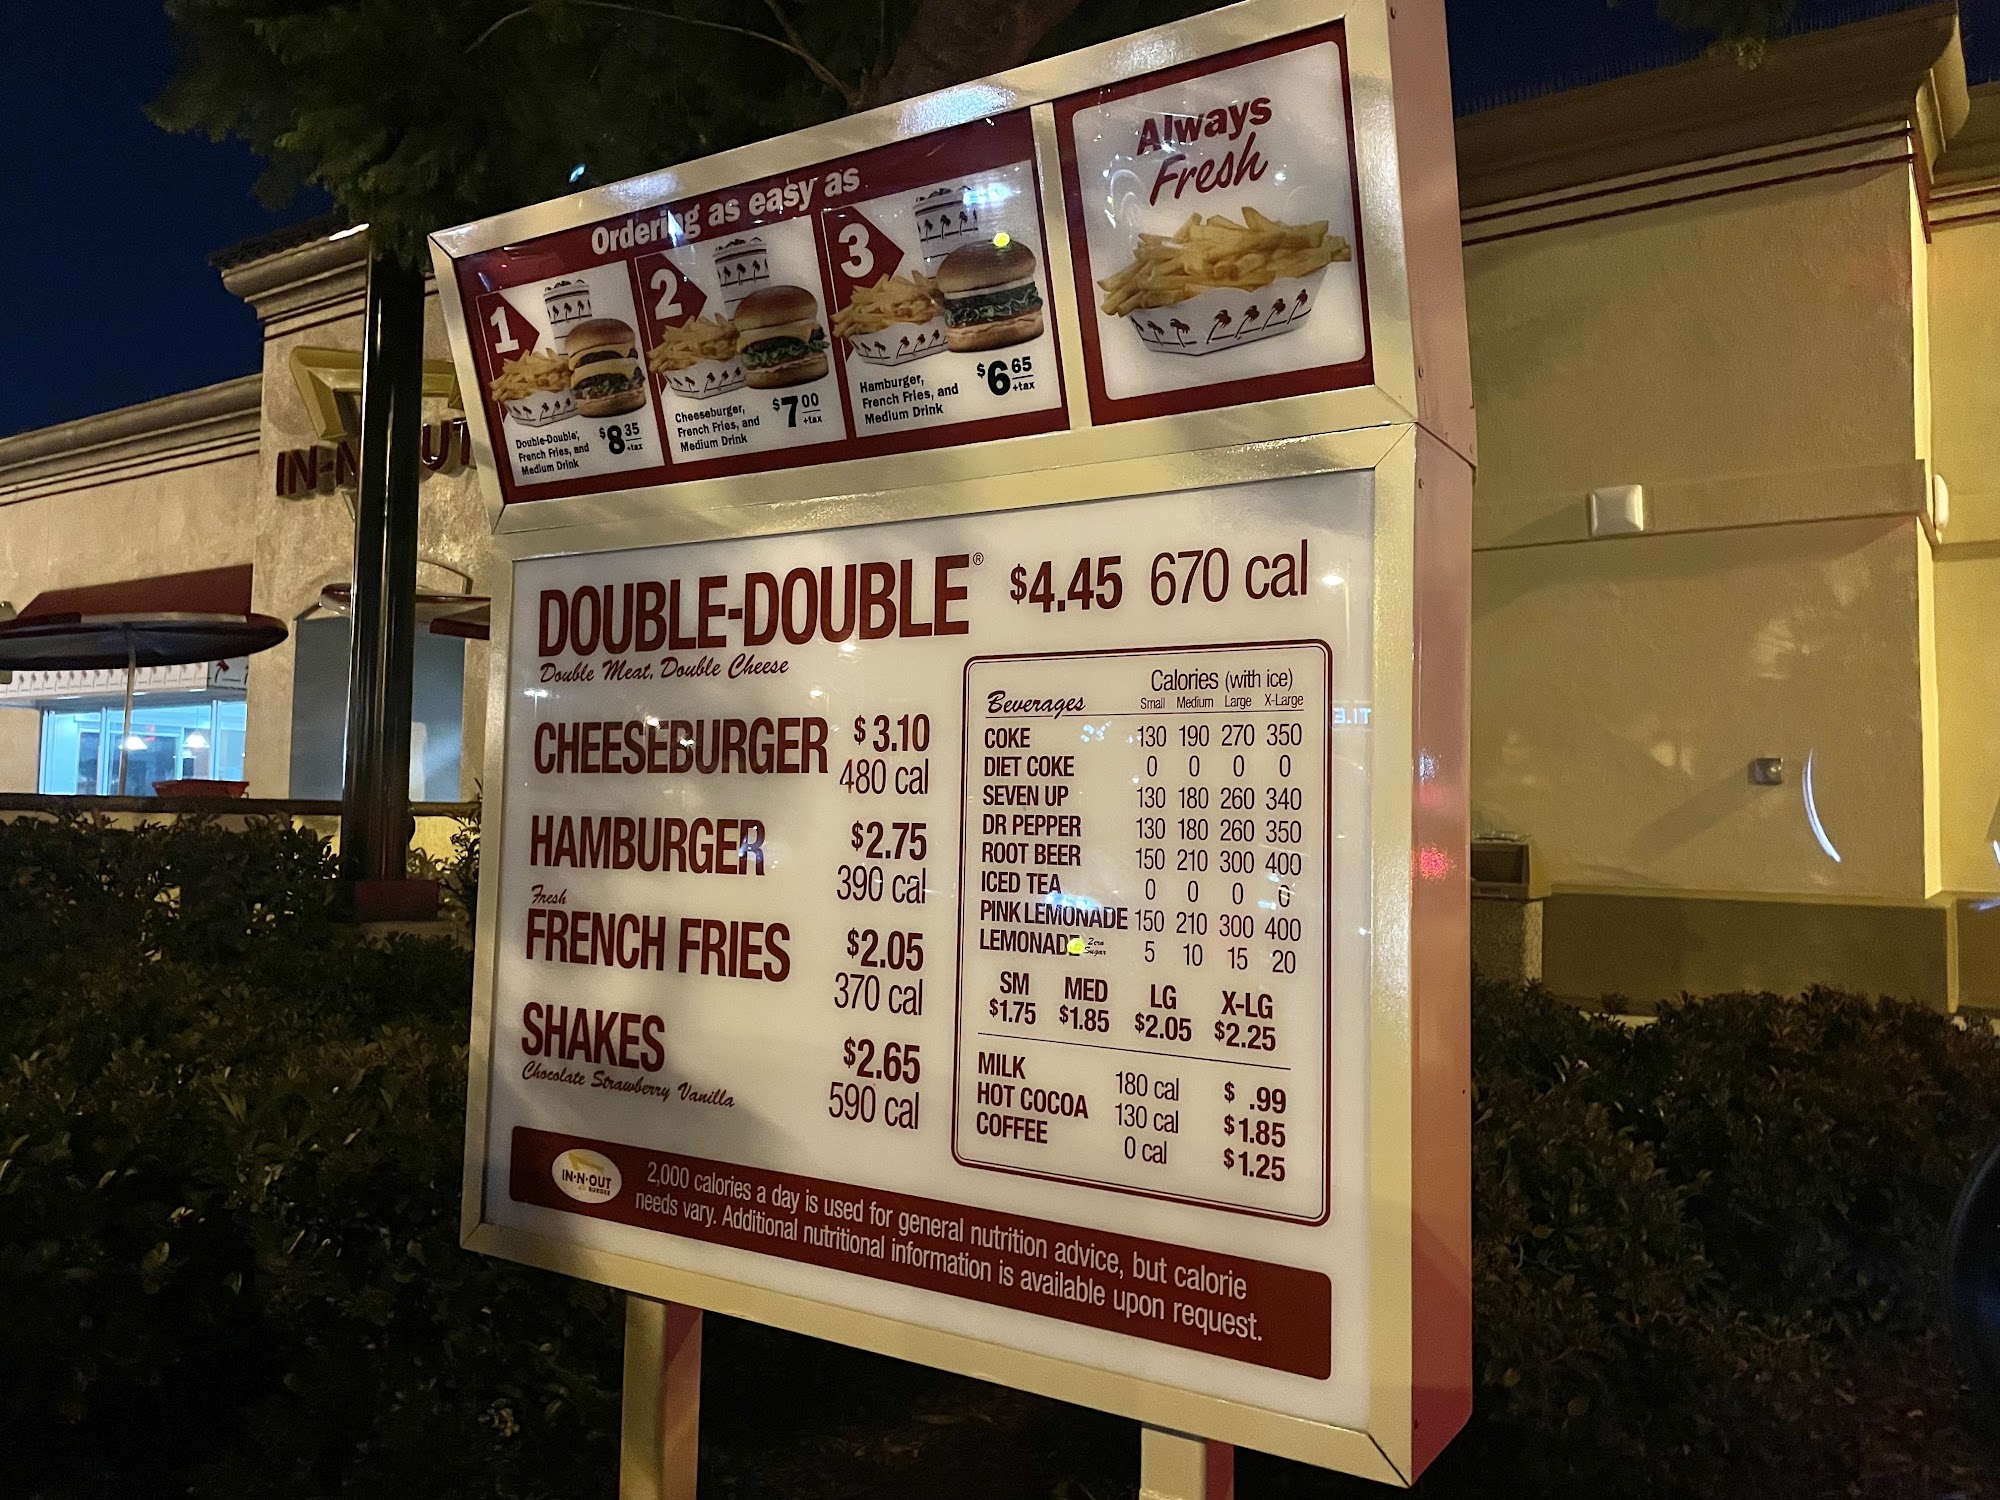 Ordering as easy as
1
Double-Double,
French Fries, and
Medium Drink
$8 35
+tax
2
Cheeseburger,
French Fries, and
Medium Drink
$7 00
+tax
3
Hamburger,
French Fries, and
Medium Drink
$6 65
+tax
Always
Fresh
IN-N-OUT
DOUBLE-DOUBLE® $4.45 670 cal
Double Meat, Double Cheese
CHEESEBURGER $3.10
480 cal
HAMBURGER $2.75
390 cal
Fresh
FRENCH FRIES $2.05
370 cal
SHAKES $2.65
Chocolate Strawberry Vanilla
590 cal
Calories (with ice)
Beverages Small Medium Large X-Large
COKE 130 190 270 350
DIET COKE 0 0 0 0
SEVEN UP 130 180 260 340
DR PEPPER 130 180 260 350
ROOT BEER 150 210 300 400
ICED TEA 0 0 0 0
PINK LEMONADE 150 210 300 400
LEMONADE Zero Sugar 5 10 15 20
SM MED LG X-LG
$1.75 $1.85 $2.05 $2.25
MILK 180 cal $ .99
HOT COCOA 130 cal $1.85
COFFEE 0 cal $1.25
IN-N-OUT
BURGER
2,000 calories a day is used for general nutrition advice, but calorie
needs vary. Additional nutritional information is available upon request.